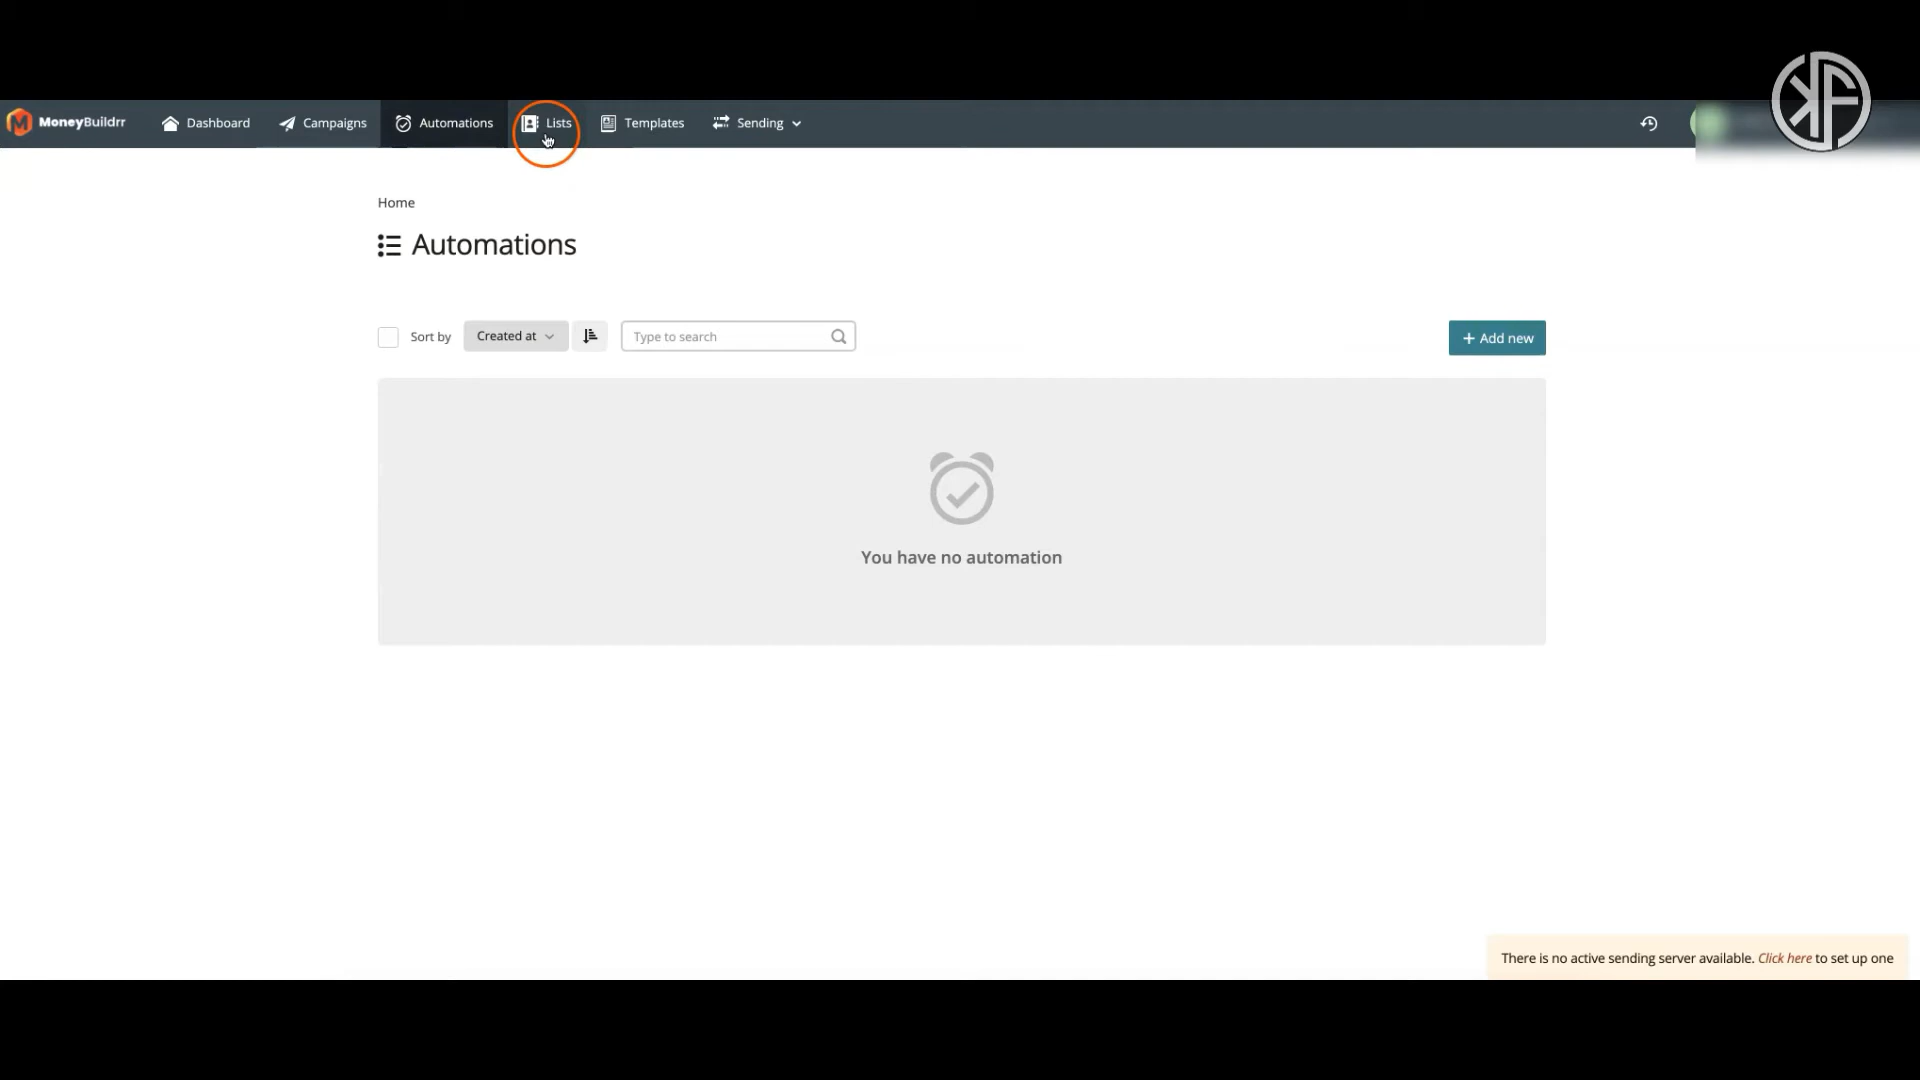 MoneyBuildrr Dashboard Campaigns Automations Lists Templates Sending
KF
Home
Automations
Sort by Created at Type to search + Add new
You have no automation
There is no active sending server available. Click here to set up one